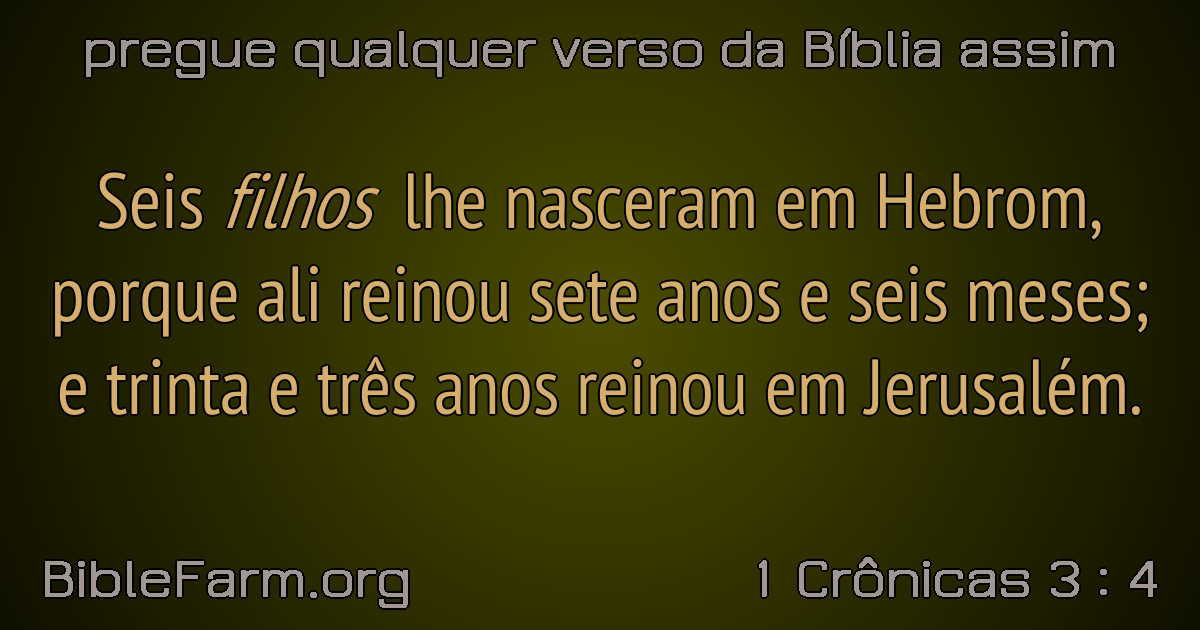 pregue qualquer verso da Bíblia assim
Seis filhos lhe nasceram em Hebrom,
porque ali reinou sete anos e seis meses;
e trinta e três anos reinou em Jerusalém.
BibleFarm.org
1 Crônicas 3 : 4